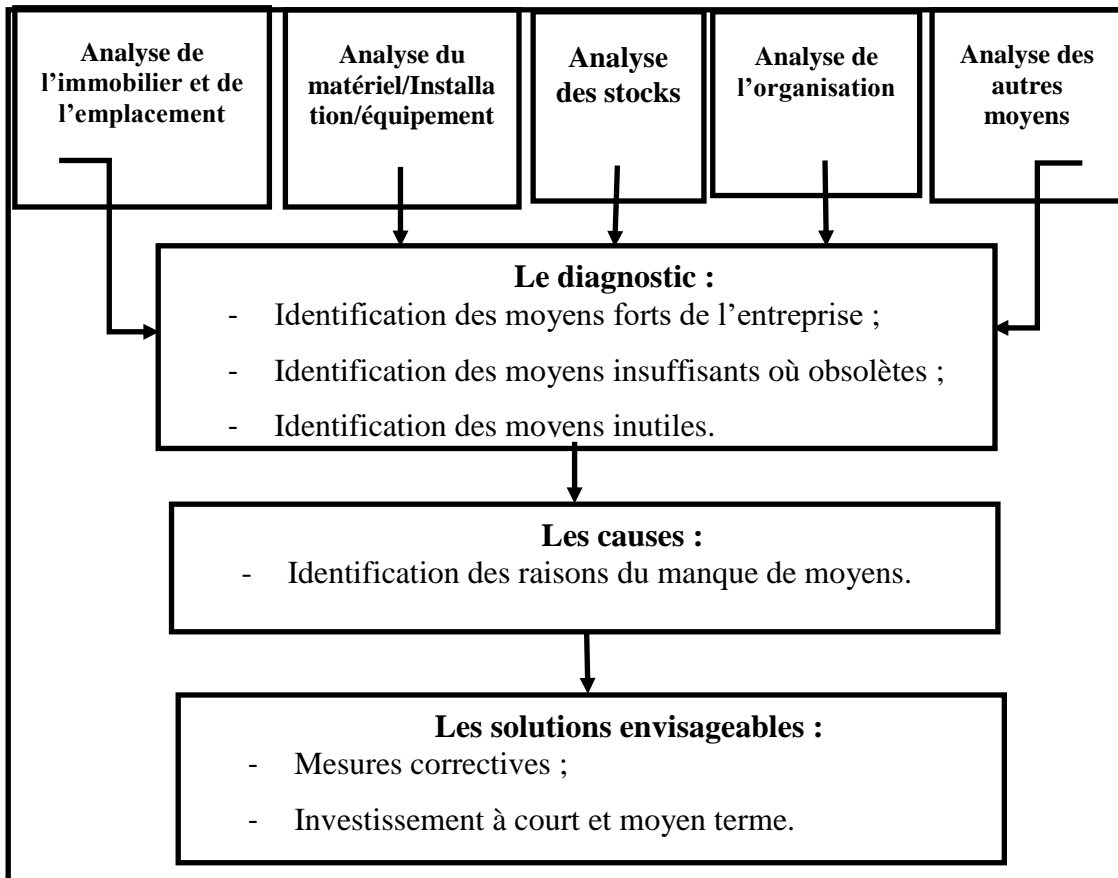 Analyse de
l’immobilier et de
l’emplacement
Analyse du
matériel/Installa
tion/équipement
Analyse
des stocks
Analyse de
l’organisation
Analyse des
autres
moyens
Le diagnostic :
- Identification des moyens forts de l’entreprise ;
- Identification des moyens insuffisants où obsolètes ;
- Identification des moyens inutiles.
Les causes :
- Identification des raisons du manque de moyens.
Les solutions envisageables :
- Mesures correctives ;
- Investissement à court et moyen terme.